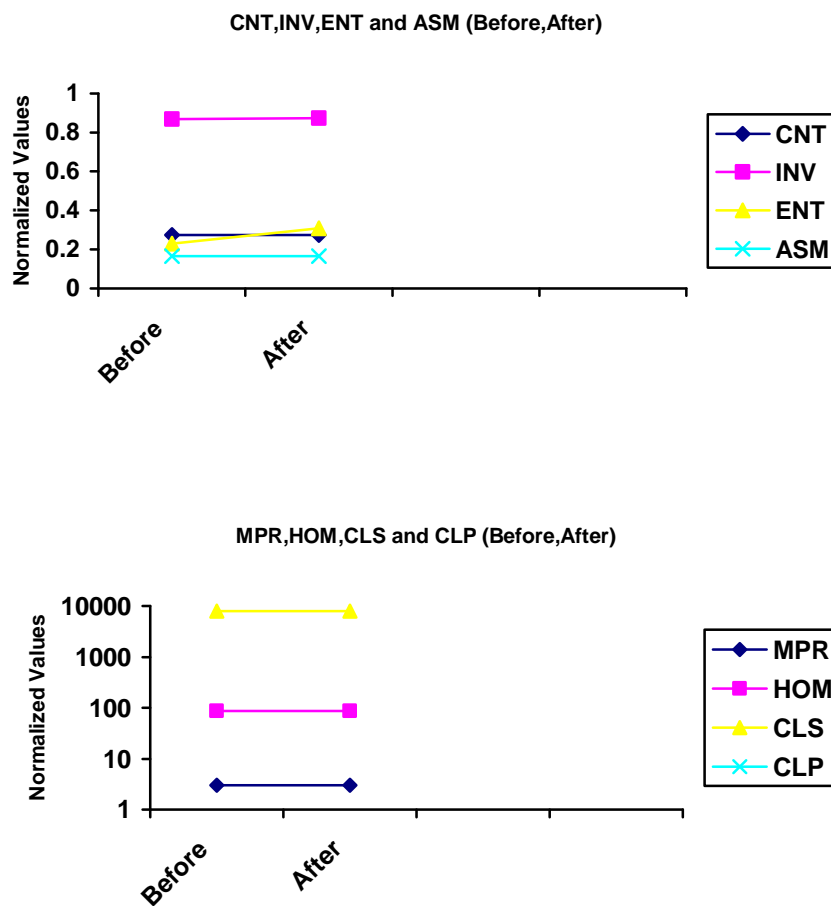 CNT,INV,ENT and ASM (Before,After)
Normalized Values
1
0.8
0.6
0.4
0.2
0
Before
After
CNT
INV
ENT
ASM
MPR,HOM,CLS and CLP (Before,After)
Normalized Values
10000
1000
100
10
1
Before
After
MPR
HOM
CLS
CLP